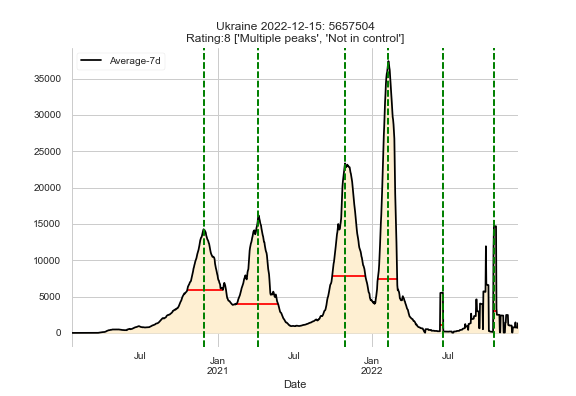 Ukraine 2022-12-15: 5657504
Rating:8 ['Multiple peaks', 'Not in control']
Average-7d
35000
30000
25000
20000
15000
10000
5000
0
Jul
Jan
2021
Jul
Jan
2022
Jul
Date